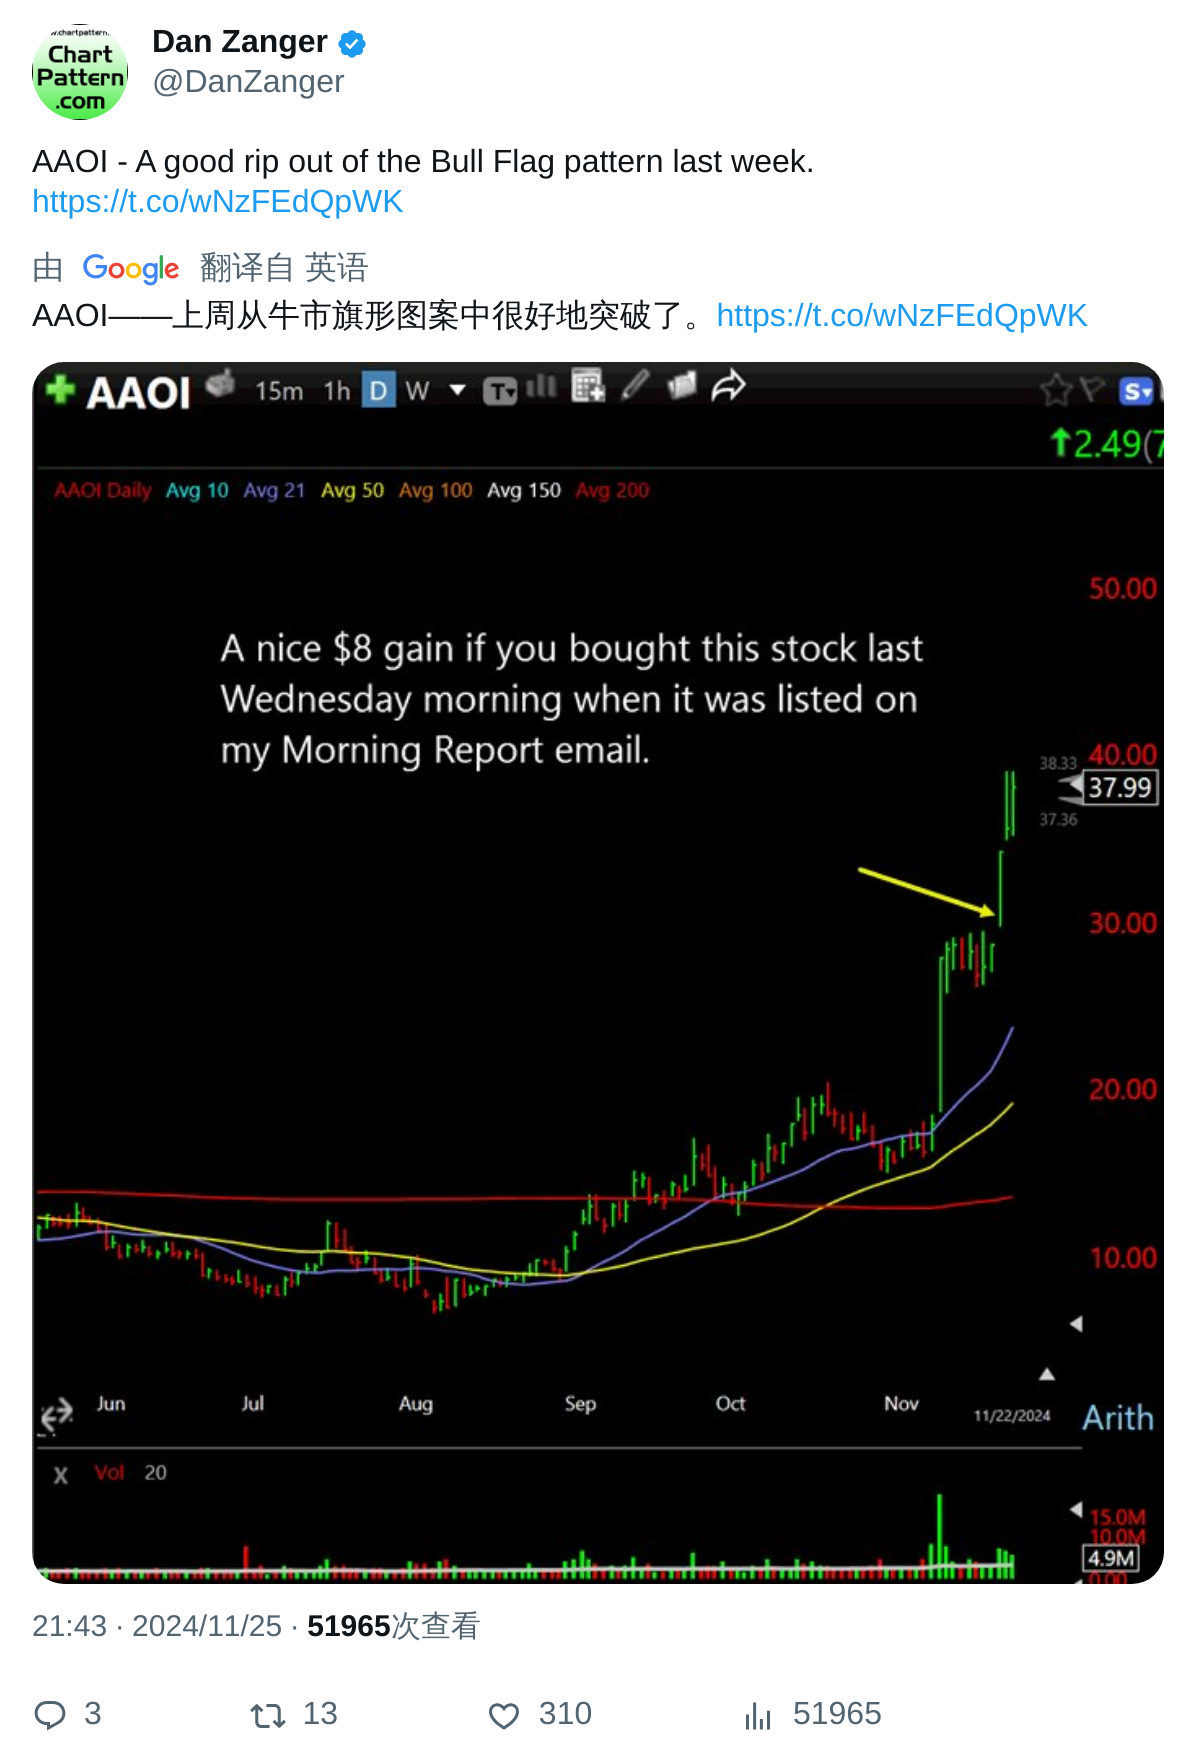 w.chartpattern.
Chart
Pattern
.com
Dan Zanger
@DanZanger
AAOI - A good rip out of the Bull Flag pattern last week.
https://t.co/wNzFEdQpWK
由 Google 翻译自 英语
AAOI——上周从牛市旗形图案中很好地突破了。https://t.co/wNzFEdQpWK
AAOI 15m 1h D W T S
2.49(7
AAOI Daily Avg 10 Avg 21 Avg 50 Avg 100 Avg 150 Avg 200
50.00
A nice $8 gain if you bought this stock last
Wednesday morning when it was listed on
my Morning Report email.
38.33 40.00
37.99
37.36
30.00
20.00
10.00
Jun Jul Aug Sep Oct Nov 11/22/2024 Arith
X Vol 20
15.0M
10.0M
4.9M
0.00
21:43 · 2024/11/25 · 51965次查看
3 13 310 51965